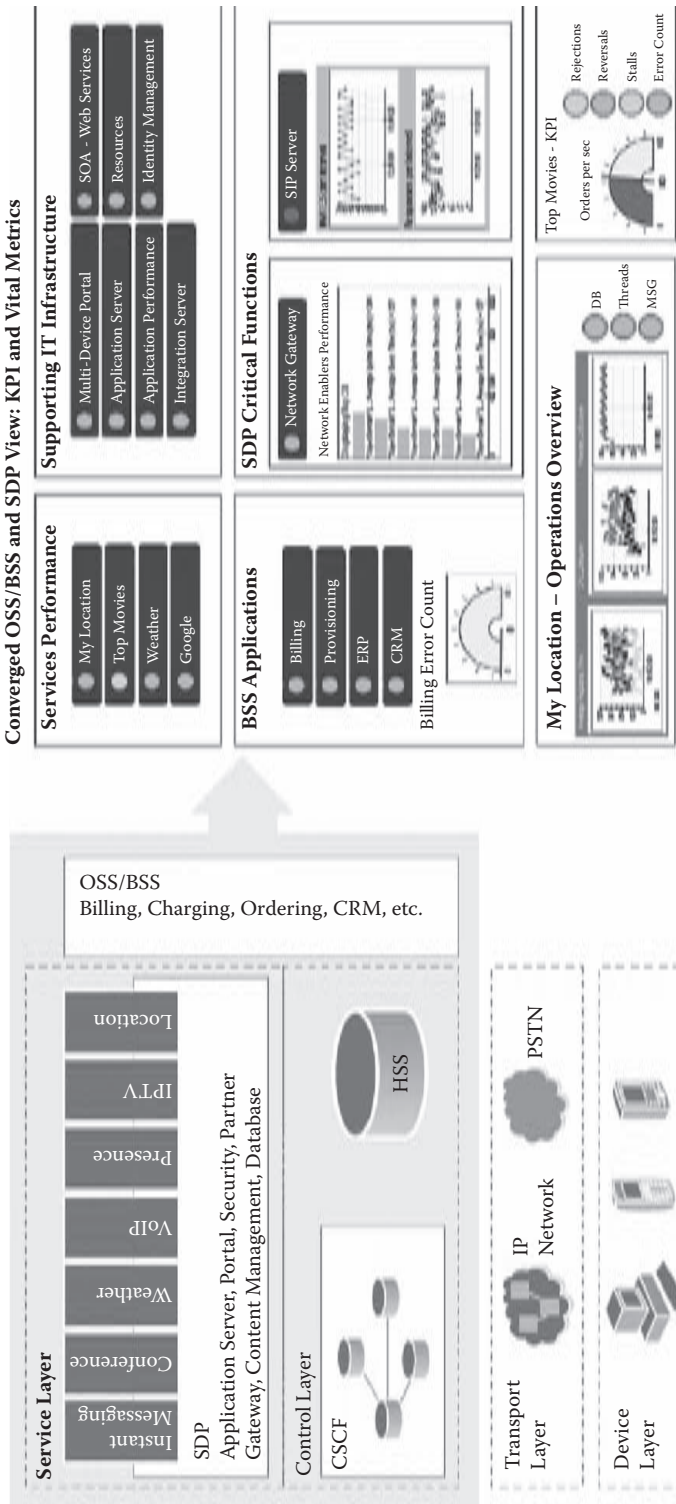 Service Layer
Instant
Messaging
Conference
Weather
VoIP
Presence
IPTV
Location
SDP
Application Server, Portal, Security, Partner
Gateway, Content Management, Database
OSS/BSS
Billing, Charging, Ordering, CRM, etc.
Control Layer
CSCF
HSS
Transport
Layer
IP
Network
PSTN
Device
Layer
Converged OSS/BSS and SDP View: KPI and Vital Metrics
Services Performance
My Location
Top Movies
Weather
Google
Supporting IT Infrastructure
Multi-Device Portal
Application Server
Application Performance
Integration Server
SOA - Web Services
Resources
Identity Management
BSS Applications
Billing
Provisioning
ERP
CRM
Billing Error Count
SDP Critical Functions
Network Gateway
Network Enablers Performance
SIP Server
My Location – Operations Overview
DB
Threads
MSG
Top Movies - KPI
Orders per sec
Rejections
Reversals
Stalls
Error Count